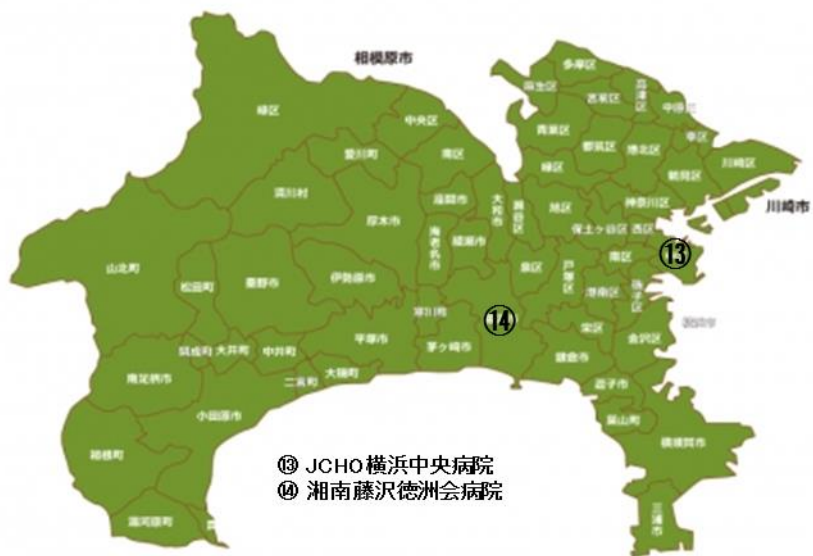 相模原市
多摩区
麻生区
宮前区
高津区
中原区
緑区
中央区
青葉区
都筑区
港北区
幸区
川崎区
愛川町
南区
緑区
鶴見区
清川村
座間市
大和市
瀬谷区
旭区
神奈川区
川崎市
厚木市
海老名市
綾瀬市
保土ヶ谷区
西区
⑬
山北町
松田町
秦野市
伊勢原市
泉区
戸塚区
南区
港南区
磯子区
寒川町
⑭
横浜市
開成町
大井町
中井町
平塚市
茅ヶ崎市
栄区
金沢区
鎌倉市
南足柄市
二宮町
大磯町
逗子市
小田原市
葉山町
横須賀市
箱根町
⑬ JCHO横浜中央病院
⑭ 湘南藤沢徳洲会病院
湯河原町
三浦市